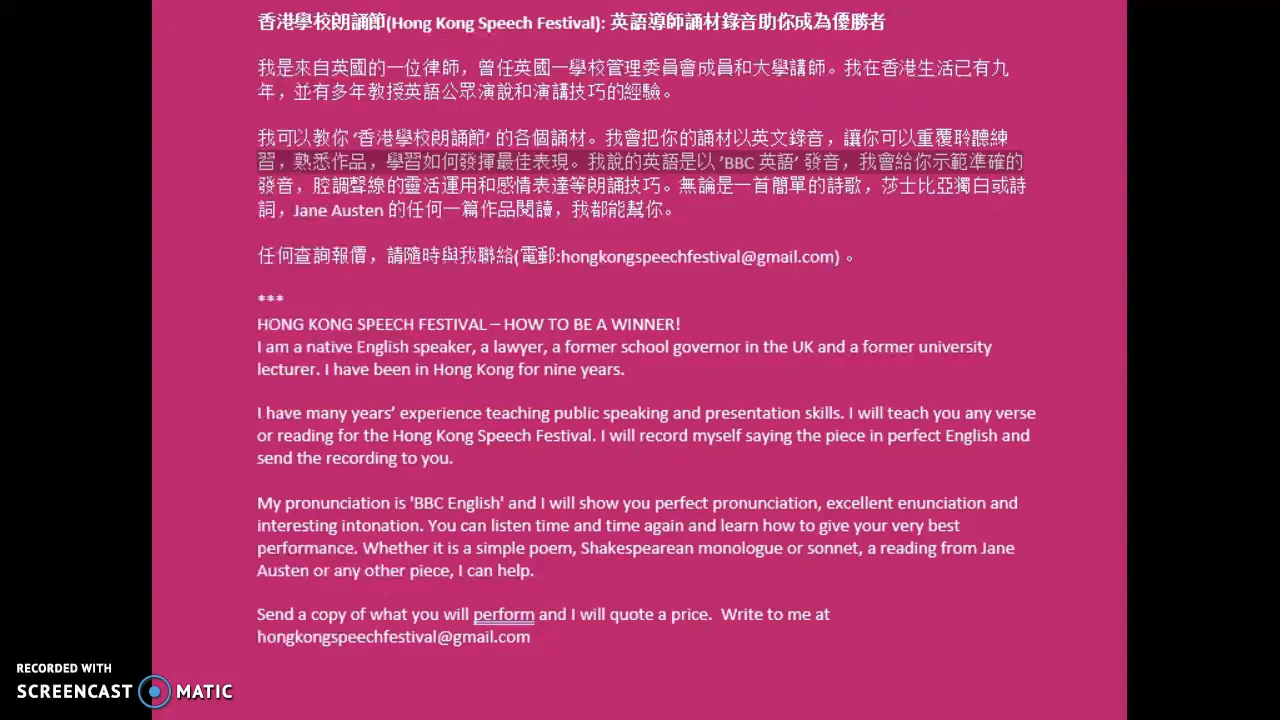 香港學校朗誦節(Hong Kong Speech Festival): 英語導師誦材錄音助你成為優勝者
我是來自英國的一位律師，曾任英國一學校管理委員會成員和大學講師。我在香港生活已有九
年，並有多年教授英語公眾演說和演講技巧的經驗。
我可以教你 ‘香港學校朗誦節’ 的各個誦材。我會把你的誦材以英文錄音，讓你可以重覆聆聽練
習，熟悉作品，學習如何發揮最佳表現。我說的英語是以 ’BBC 英語’ 發音，我會給你示範準確的
發音，腔調聲線的靈活運用和感情表達等朗誦技巧。無論是一首簡單的詩歌，莎士比亞獨白或詩
詞，Jane Austen 的任何一篇作品閱讀，我都能幫你。
任何查詢報價，請隨時與我聯絡(電郵:hongkongspeechfestival@gmail.com) 。
***
HONG KONG SPEECH FESTIVAL – HOW TO BE A WINNER!
I am a native English speaker, a lawyer, a former school governor in the UK and a former university
lecturer. I have been in Hong Kong for nine years.
I have many years’ experience teaching public speaking and presentation skills. I will teach you any verse
or reading for the Hong Kong Speech Festival. I will record myself saying the piece in perfect English and
send the recording to you.
My pronunciation is 'BBC English' and I will show you perfect pronunciation, excellent enunciation and
interesting intonation. You can listen time and time again and learn how to give your very best
performance. Whether it is a simple poem, Shakespearean monologue or sonnet, a reading from Jane
Austen or any other piece, I can help.
Send a copy of what you will perform and I will quote a price.  Write to me at
hongkongspeechfestival@gmail.com
RECORDED WITH
SCREENCAST MATIC